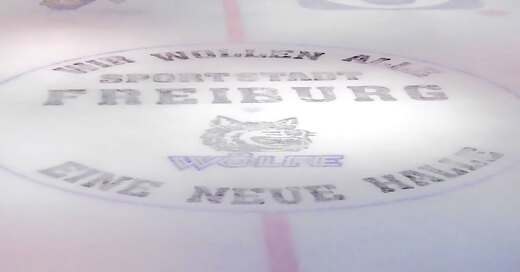 WIR WOLLEN ALLE
SPORTSTADT
FREIBURG
WÖLFE
EINE NEUE HALLE